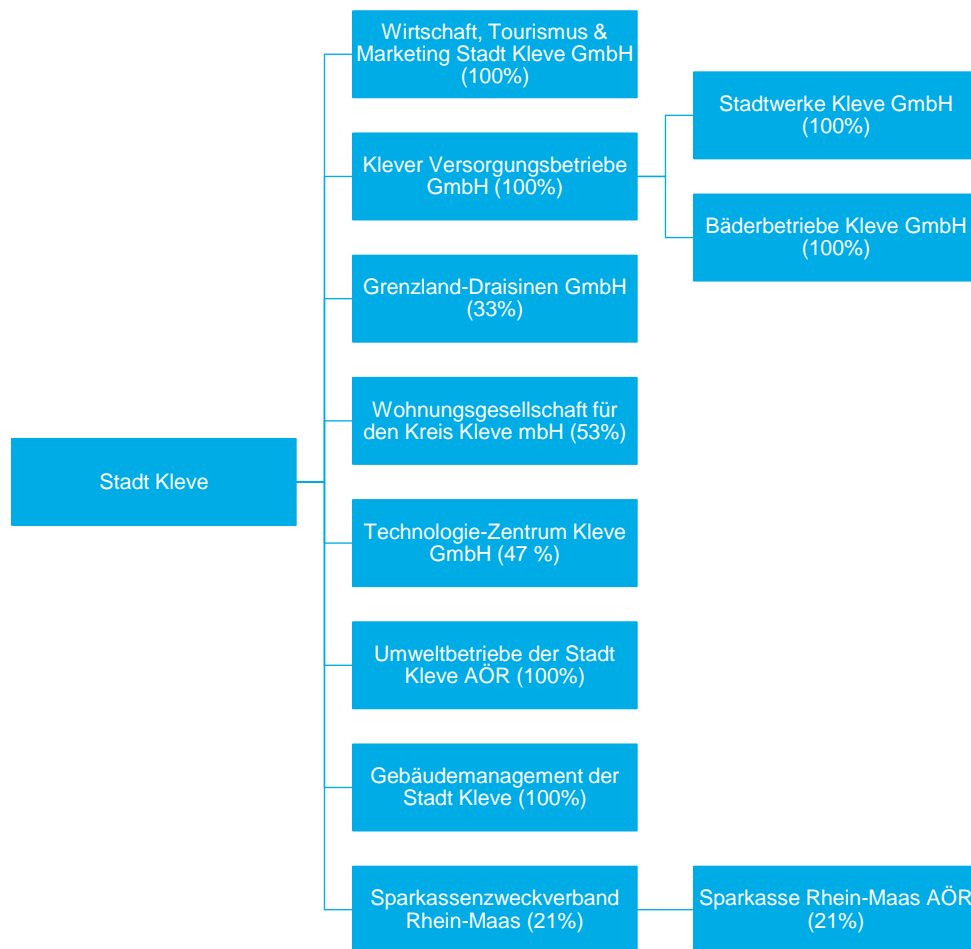 Stadt Kleve
Wirtschaft, Tourismus &
Marketing Stadt Kleve GmbH
(100%)
Klever Versorgungsbetriebe
GmbH (100%)
Stadtwerke Kleve GmbH
(100%)
Bäderbetriebe Kleve GmbH
(100%)
Grenzland-Draisinen GmbH
(33%)
Wohnungsgesellschaft für
den Kreis Kleve mbH (53%)
Technologie-Zentrum Kleve
GmbH (47 %)
Umweltbetriebe der Stadt
Kleve AÖR (100%)
Gebäudemanagement der
Stadt Kleve (100%)
Sparkassenzweckverband
Rhein-Maas (21%)
Sparkasse Rhein-Maas AÖR
(21%)